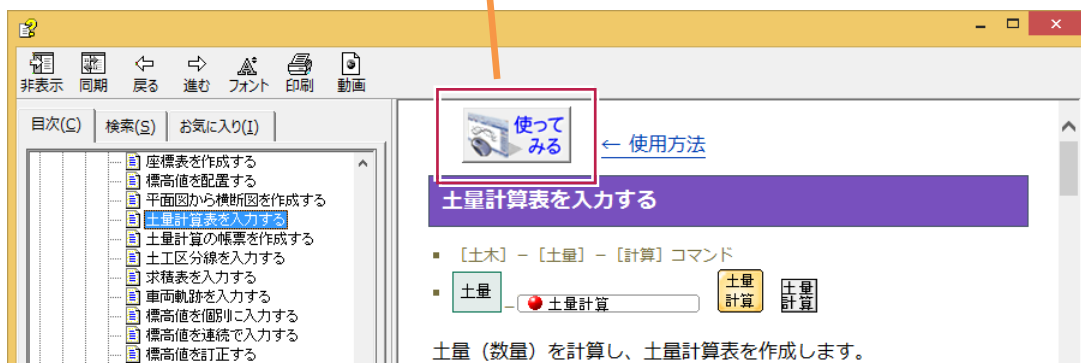 非表示 同期 戻る 進む フォント 印刷 動画
目次(C) 検索(S) お気に入り(I)
座標表を作成する
標高値を配置する
平面図から横断図を作成する
土量計算表を入力する
土量計算の帳票を作成する
土工区分線を入力する
求積表を入力する
車両軌跡を入力する
標高値を個別に入力する
標高値を連続で入力する
標高値を訂正する
使って
みる
← 使用方法
土量計算表を入力する
[土木] – [土量] – [計算] コマンド
土量 – 土量計算 土量計算 土量計算
土量（数量）を計算し、土量計算表を作成します。